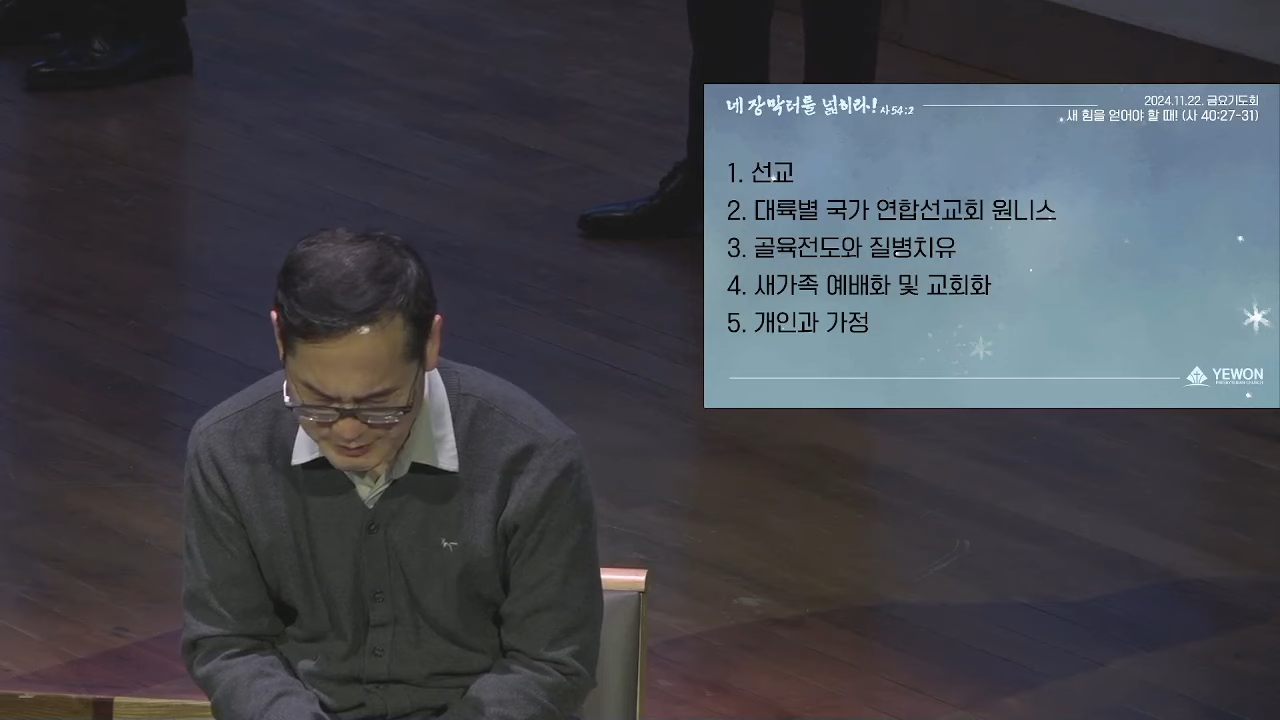 네 장막터를 넓히라! 사 54:2
2024.11.22. 금요기도회
새 힘을 얻어야 할 때! (사 40:27-31)
1. 선교
2. 대륙별 국가 연합선교회 원니스
3. 골육전도와 질병치유
4. 새가족 예배화 및 교회화
5. 개인과 가정
YEWON
PRESBYTERIAN CHURCH